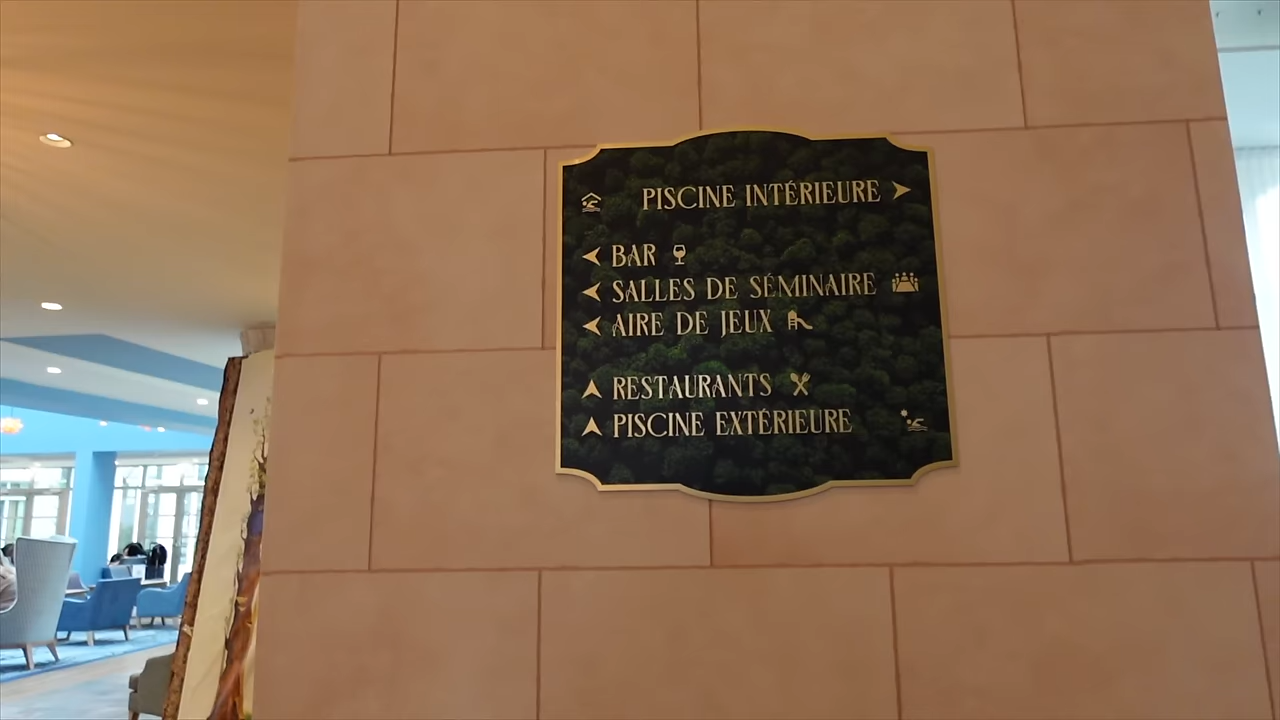 PISCINE INTÉRIEURE
BAR
SALLES DE SÉMINAIRE
AIRE DE JEUX
RESTAURANTS
PISCINE EXTÉRIEURE